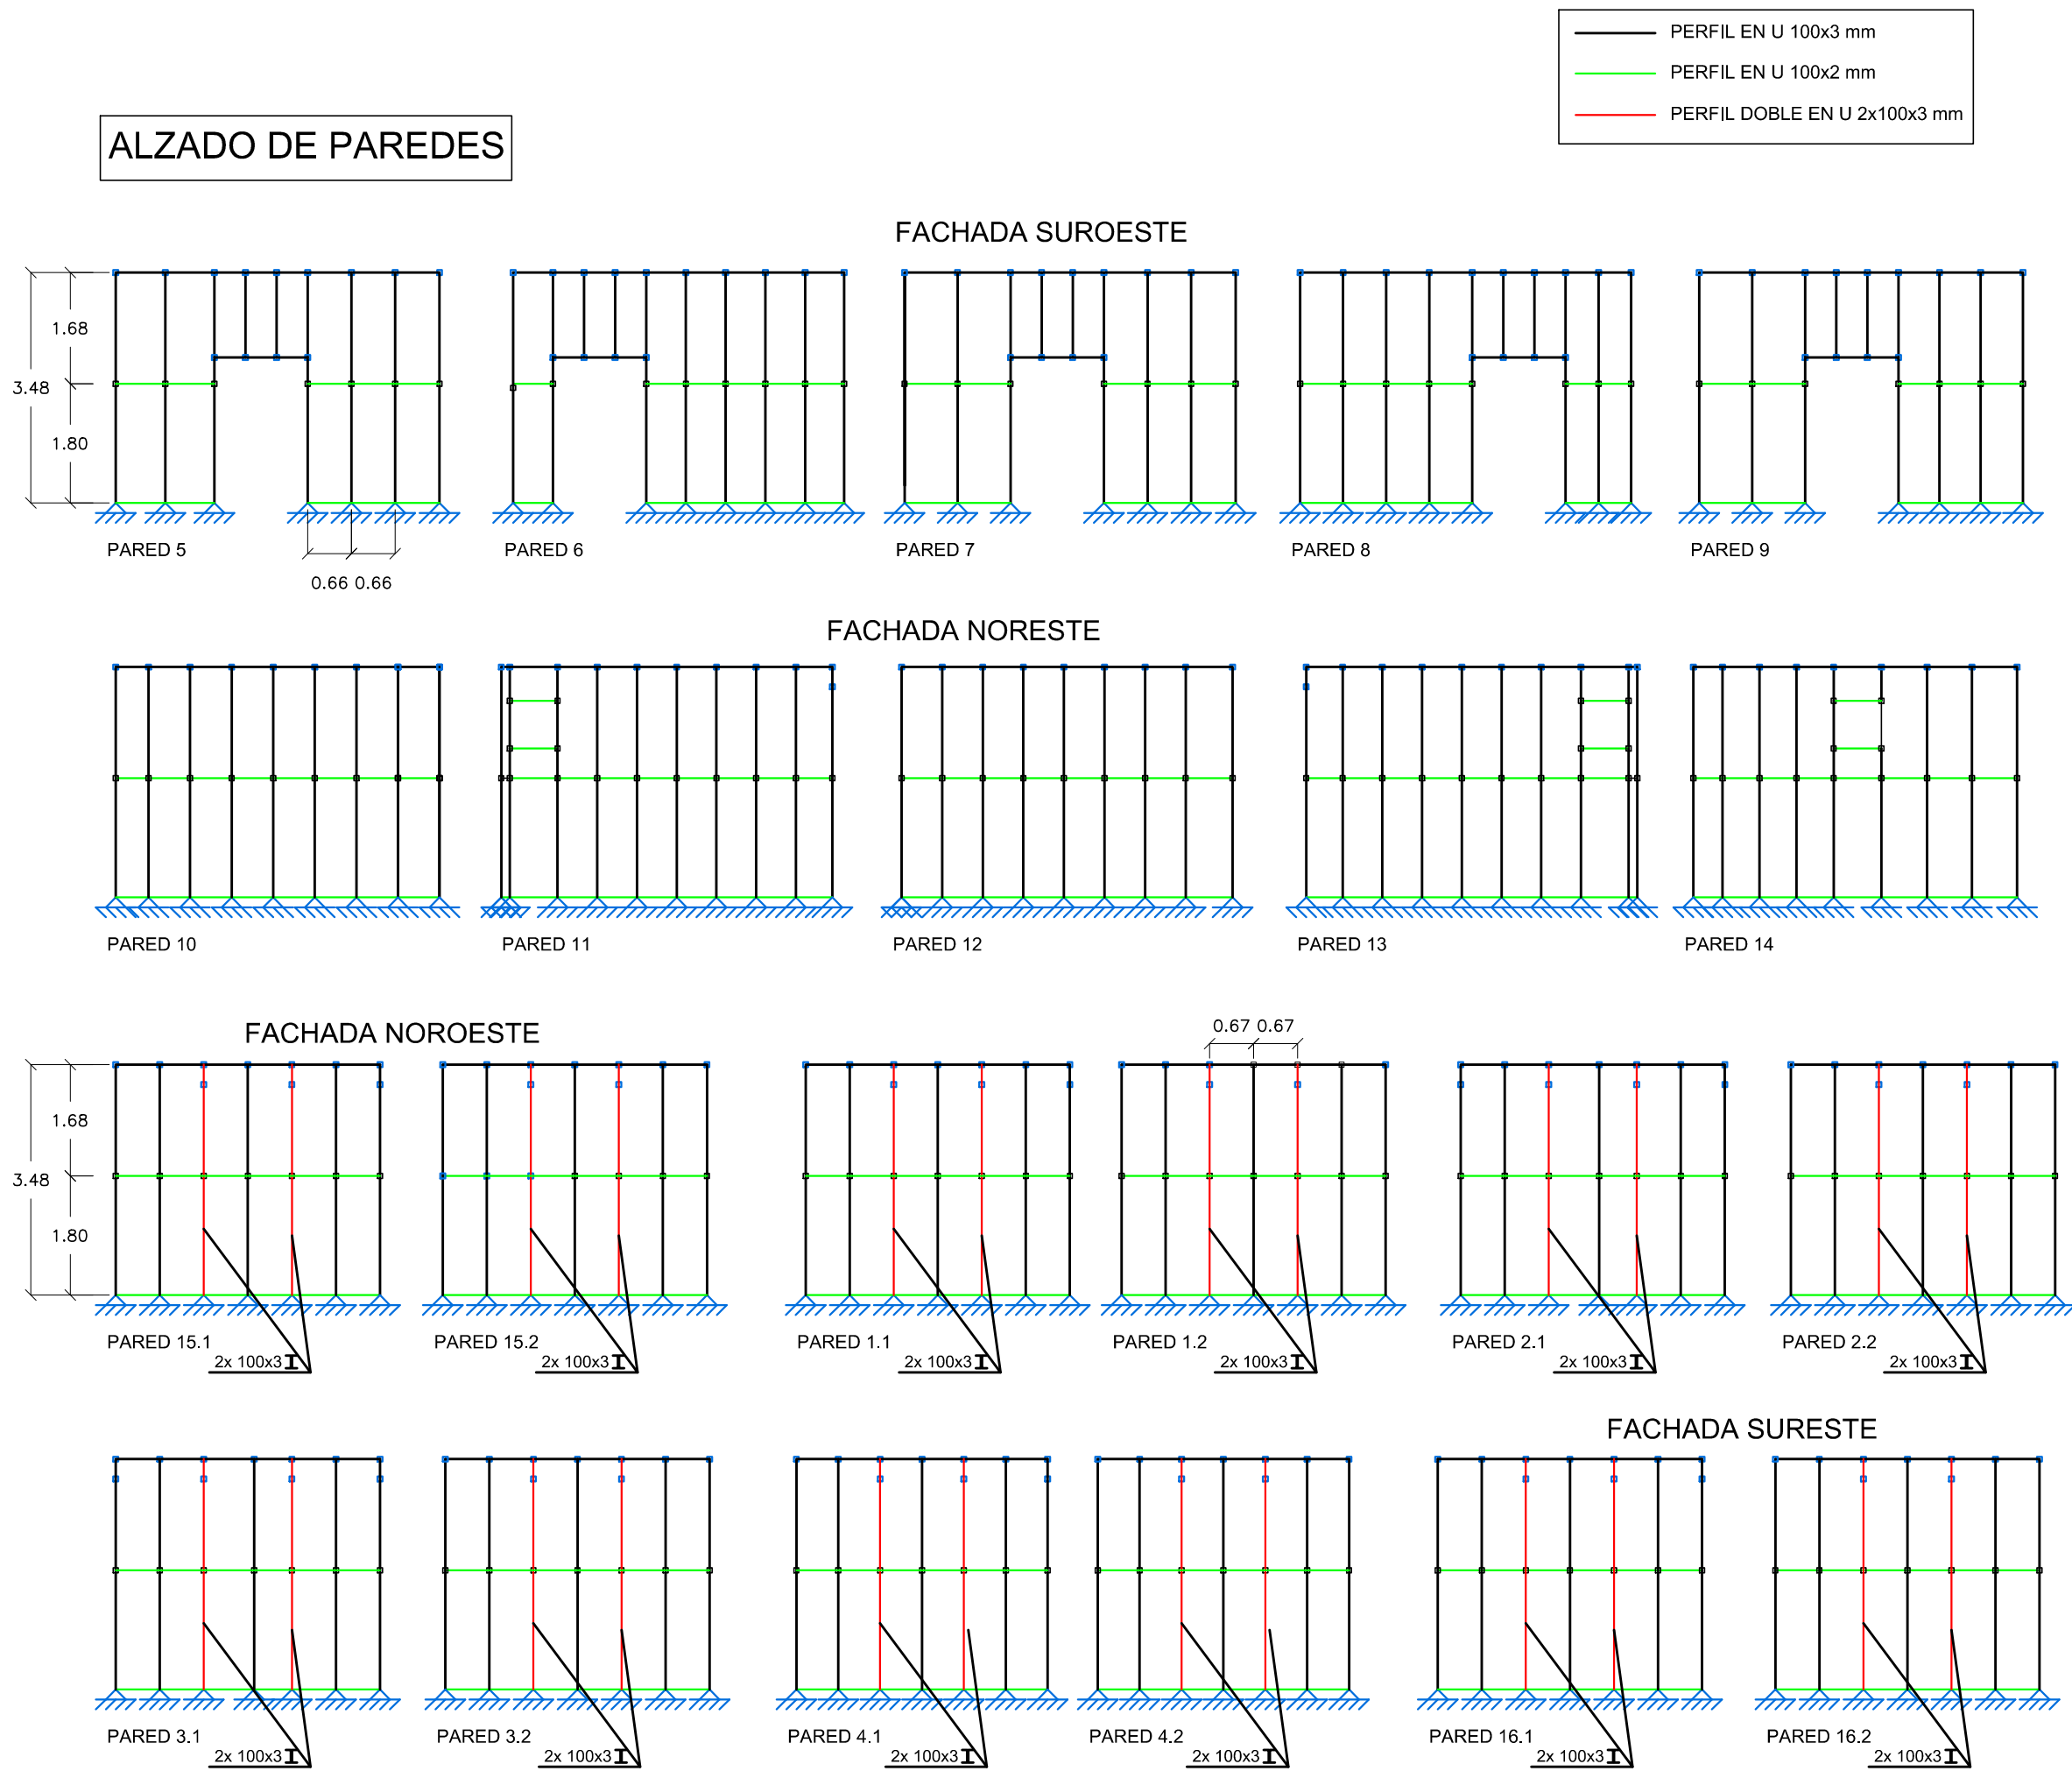 PERFIL EN U 100x3 mm
PERFIL EN U 100x2 mm
PERFIL DOBLE EN U 2x100x3 mm
ALZADO DE PAREDES
FACHADA SUROESTE
1.68
3.48
1.80
PARED 5
PARED 6
PARED 7
PARED 8
PARED 9
0.66 0.66
FACHADA NORESTE
PARED 10
PARED 11
PARED 12
PARED 13
PARED 14
FACHADA NOROESTE
0.67 0.67
1.68
3.48
1.80
PARED 15.1
PARED 15.2
PARED 1.1
PARED 1.2
PARED 2.1
PARED 2.2
2x 100x3
2x 100x3
2x 100x3
2x 100x3
2x 100x3
2x 100x3
FACHADA SURESTE
PARED 3.1
PARED 3.2
PARED 4.1
PARED 4.2
PARED 16.1
PARED 16.2
2x 100x3
2x 100x3
2x 100x3
2x 100x3
2x 100x3
2x 100x3